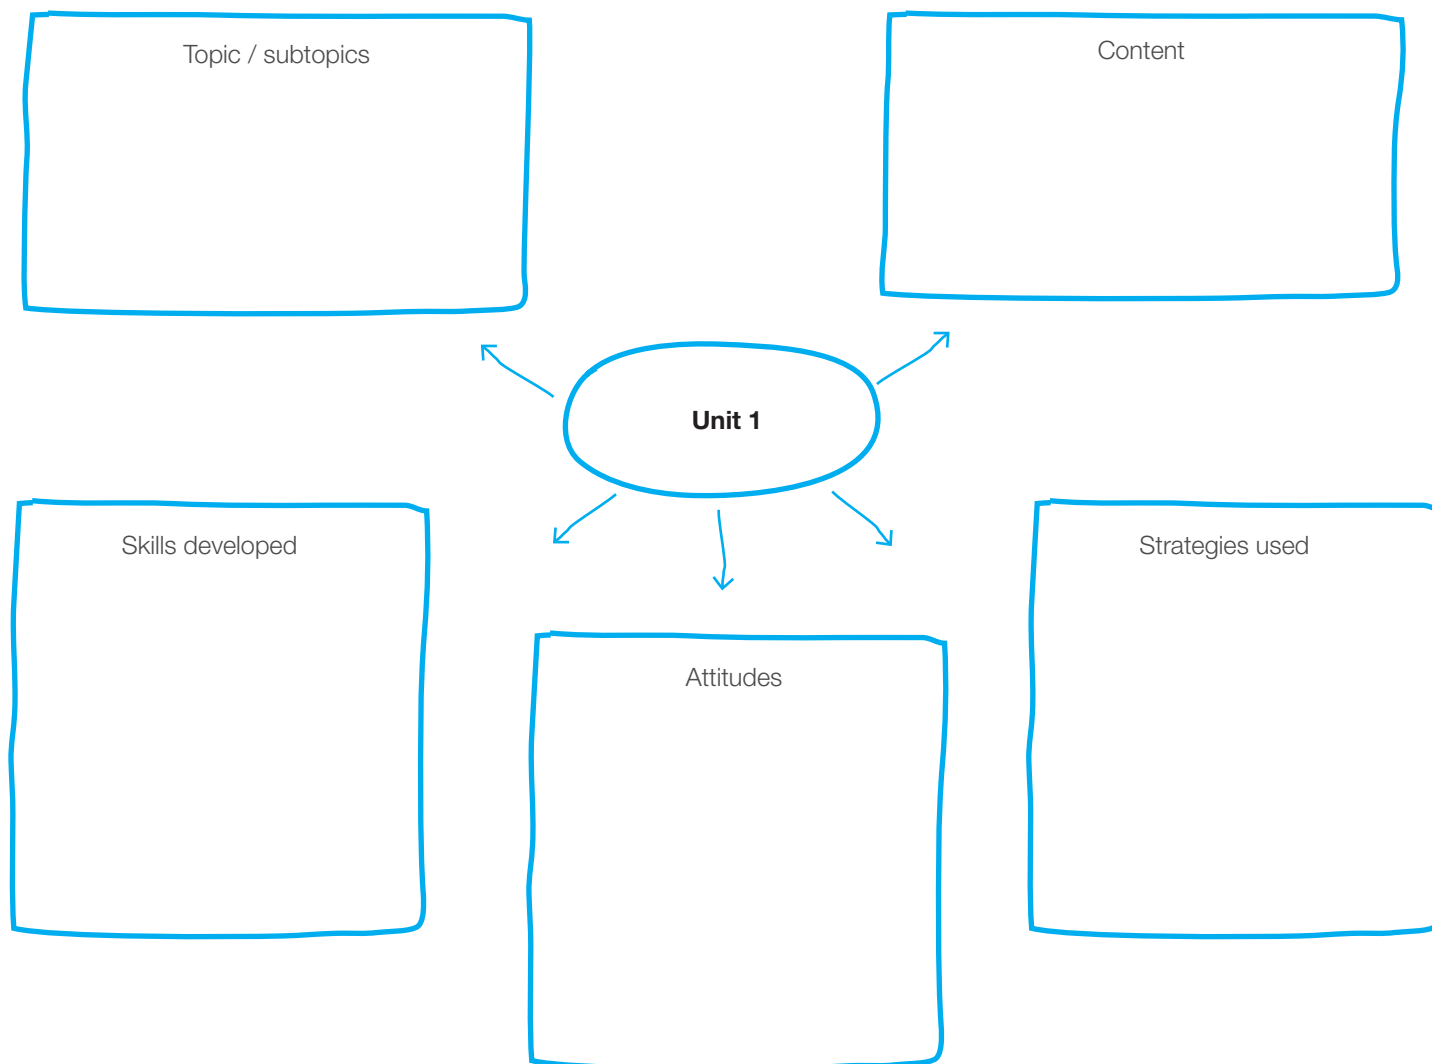 Topic / subtopics
Content
Unit 1
Skills developed
Strategies used
Attitudes